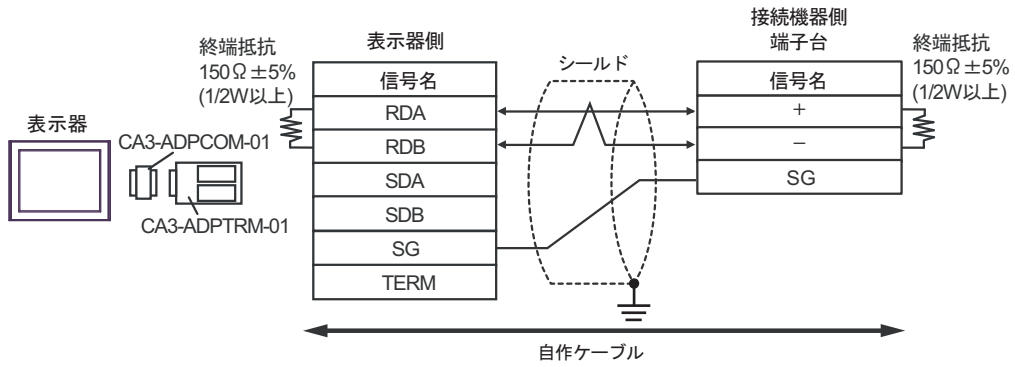 表示器
CA3-ADPCOM-01
CA3-ADPTRM-01
終端抵抗
150Ω±5%
(1/2W以上)
表示器側
信号名
RDA
RDB
SDA
SDB
SG
TERM
シールド
接続機器側
端子台
信号名
+
−
SG
終端抵抗
150Ω±5%
(1/2W以上)
自作ケーブル